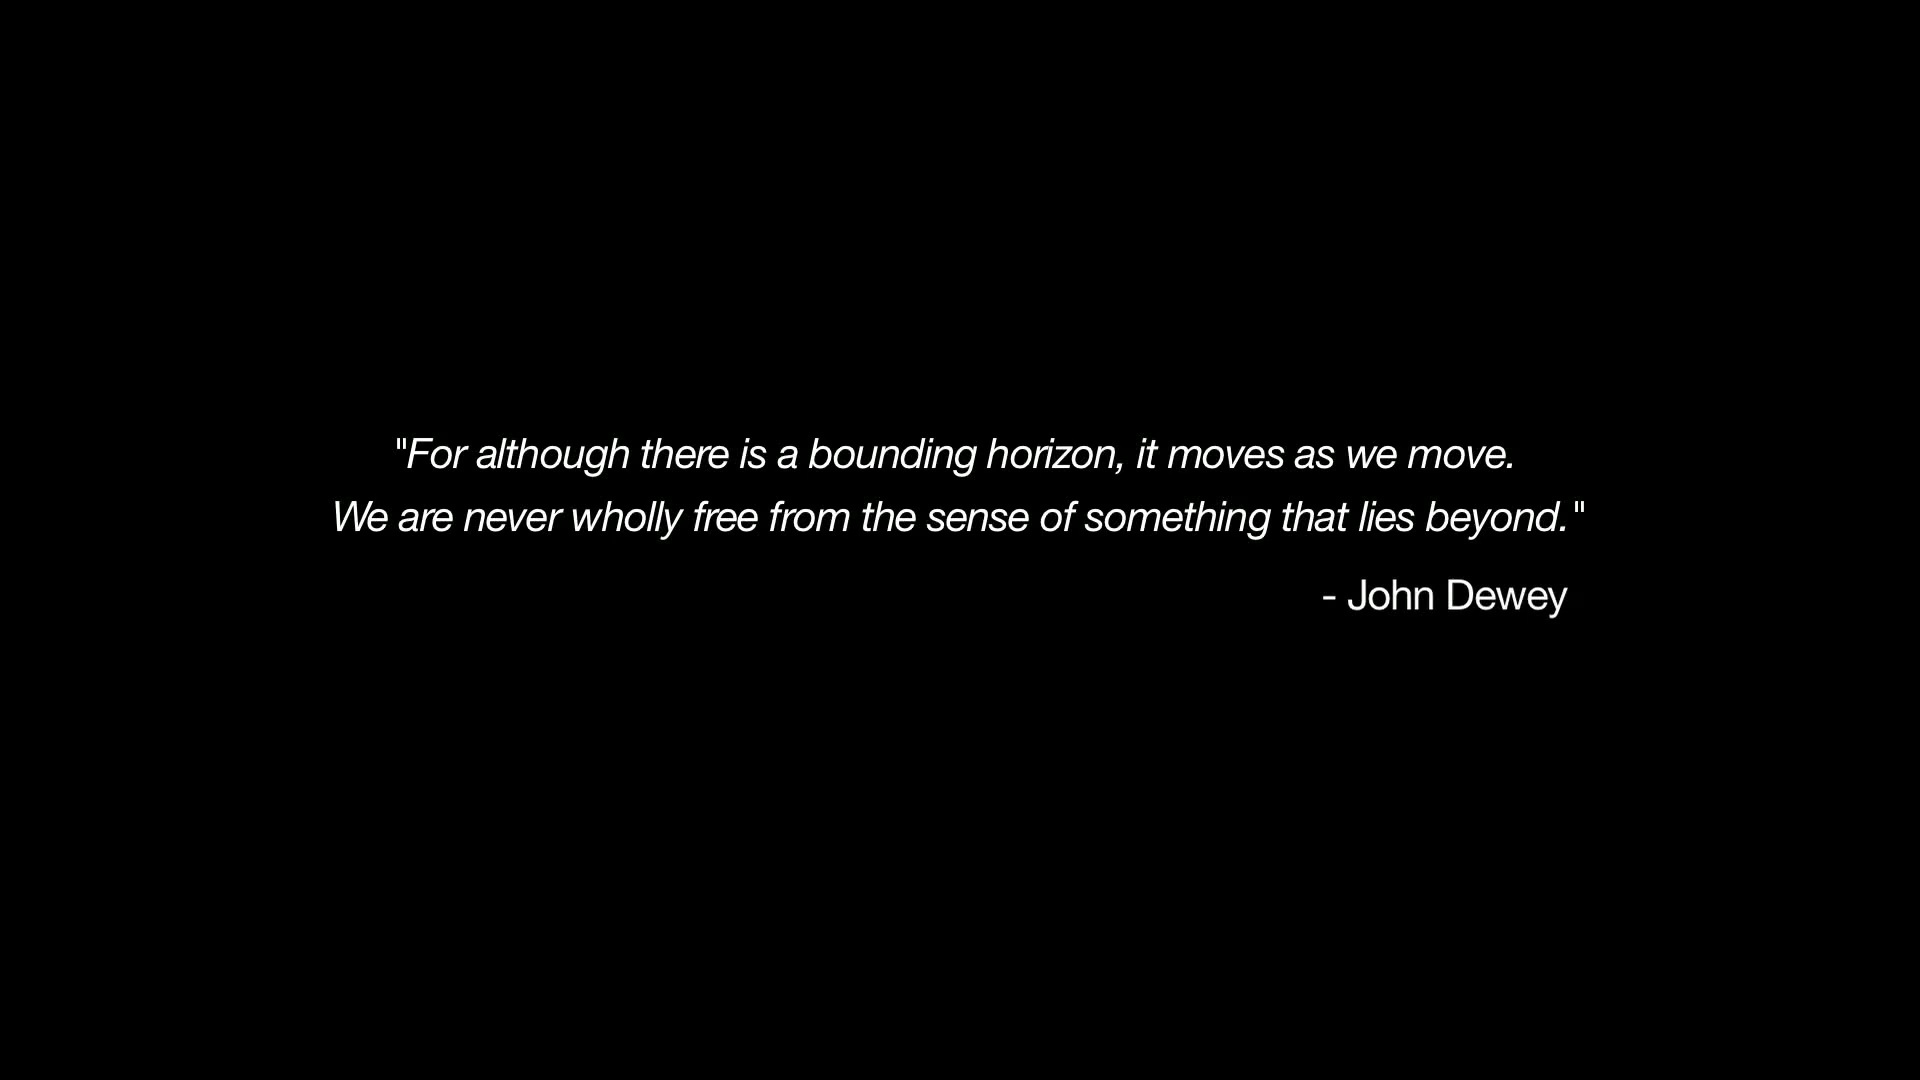 "For although there is a bounding horizon, it moves as we move.
We are never wholly free from the sense of something that lies beyond."
- John Dewey